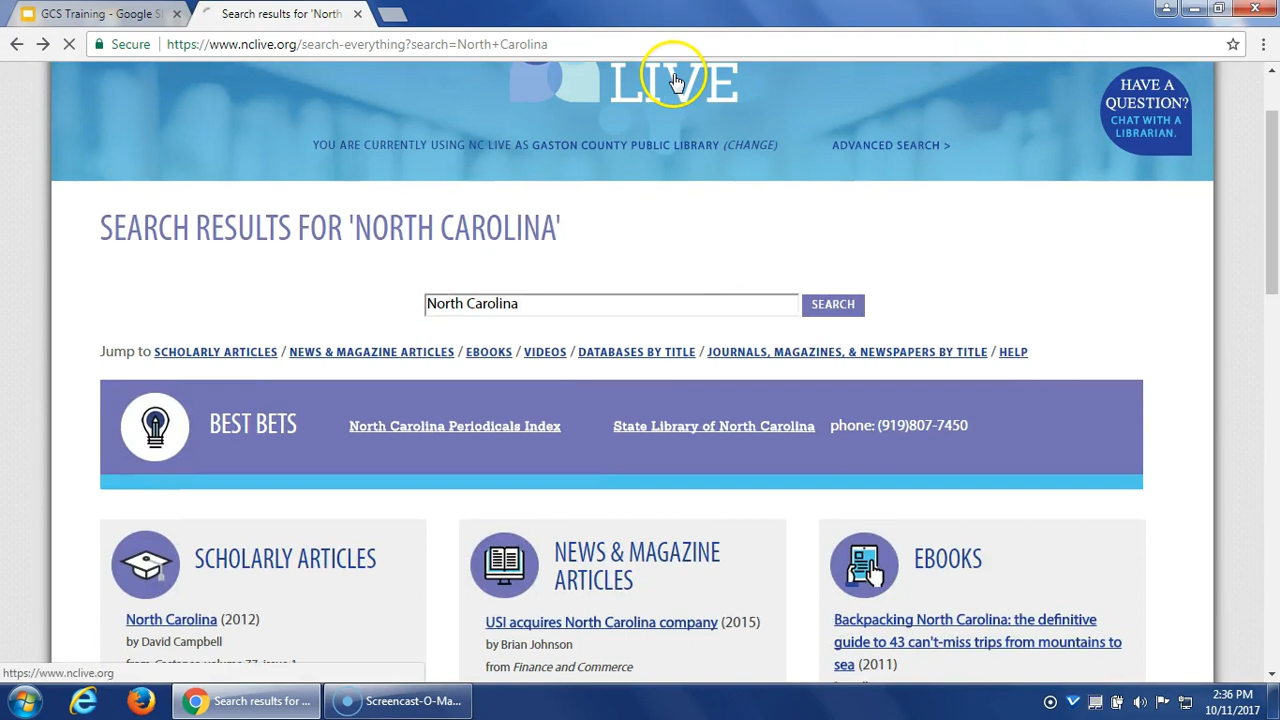 GCS Training - Google S
Search results for 'North
Secure https://www.nclive.org/search-everything?search=North+Carolina
LIVE
HAVE A
QUESTION?
CHAT WITH A
LIBRARIAN.
YOU ARE CURRENTLY USING NC LIVE AS GASTON COUNTY PUBLIC LIBRARY (CHANGE)
ADVANCED SEARCH >
SEARCH RESULTS FOR 'NORTH CAROLINA'
North Carolina
SEARCH
Jump to SCHOLARLY ARTICLES / NEWS & MAGAZINE ARTICLES / EBOOKS / VIDEOS / DATABASES BY TITLE / JOURNALS, MAGAZINES, & NEWSPAPERS BY TITLE / HELP
BEST BETS
North Carolina Periodicals Index
State Library of North Carolina phone: (919)807-7450
SCHOLARLY ARTICLES
North Carolina (2012)
by David Campbell
NEWS & MAGAZINE
ARTICLES
USI acquires North Carolina company (2015)
by Brian Johnson
from Finance and Commerce
EBOOKS
Backpacking North Carolina: the definitive
guide to 43 can't-miss trips from mountains to
sea (2011)
https://www.nclive.org
Search results for ...
Screencast-O-Ma...
2:36 PM
10/11/2017